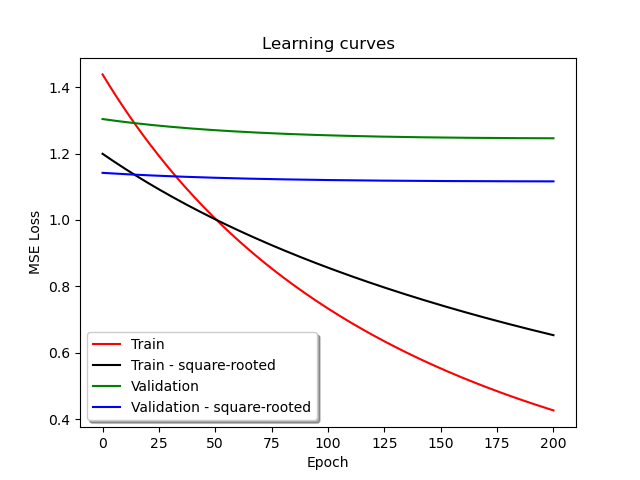 Learning curves
MSE Loss
1.4
1.2
1.0
0.8
0.6
0.4
Train
Train - square-rooted
Validation
Validation - square-rooted
0 25 50 75 100 125 150 175 200
Epoch